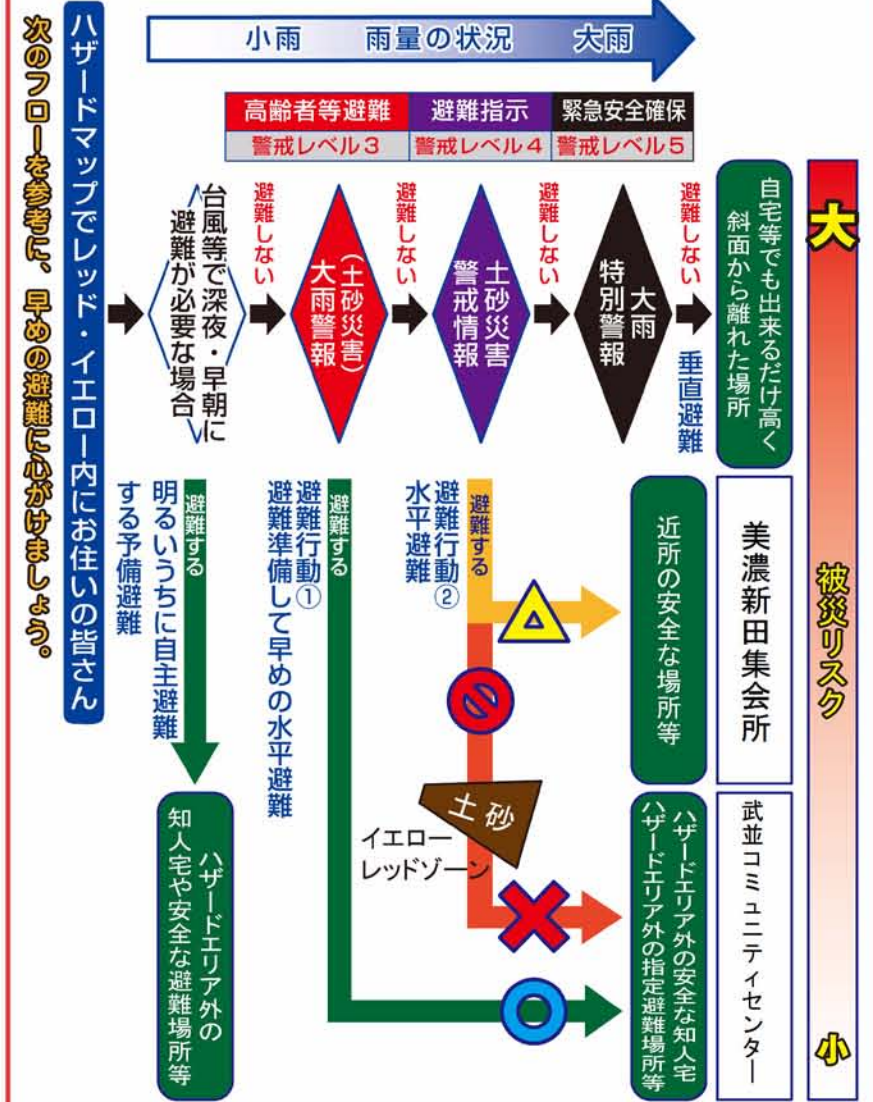 次のフローを参考に、早めの避難に心がけましょう。
ハザードマップでレッド・イエロー内にお住いの皆さん
小雨 雨量の状況 大雨
高齢者等避難
警戒レベル3
避難指示
警戒レベル4
緊急安全確保
警戒レベル5
台風等で深夜・早朝に
避難が必要な場合
避難しない
(土砂災害)
大雨警報
避難しない
土砂災害
警戒情報
避難しない
大雨
特別警報
避難しない
垂直避難
自宅等でも出来るだけ高く
斜面から離れた場所
避難する
明るいうちに自主避難
する予備避難
ハザードエリア外の
知人宅や安全な避難場所等
避難する
避難行動①
避難準備して早めの水平避難
避難する
避難行動②
水平避難
土砂
イエロー
レッドゾーン
近所の安全な場所等
美濃新田集会所
ハザードエリア外の安全な知人宅
ハザードエリア外の指定避難場所等
武並コミュニティセンター
大
被災リスク
小